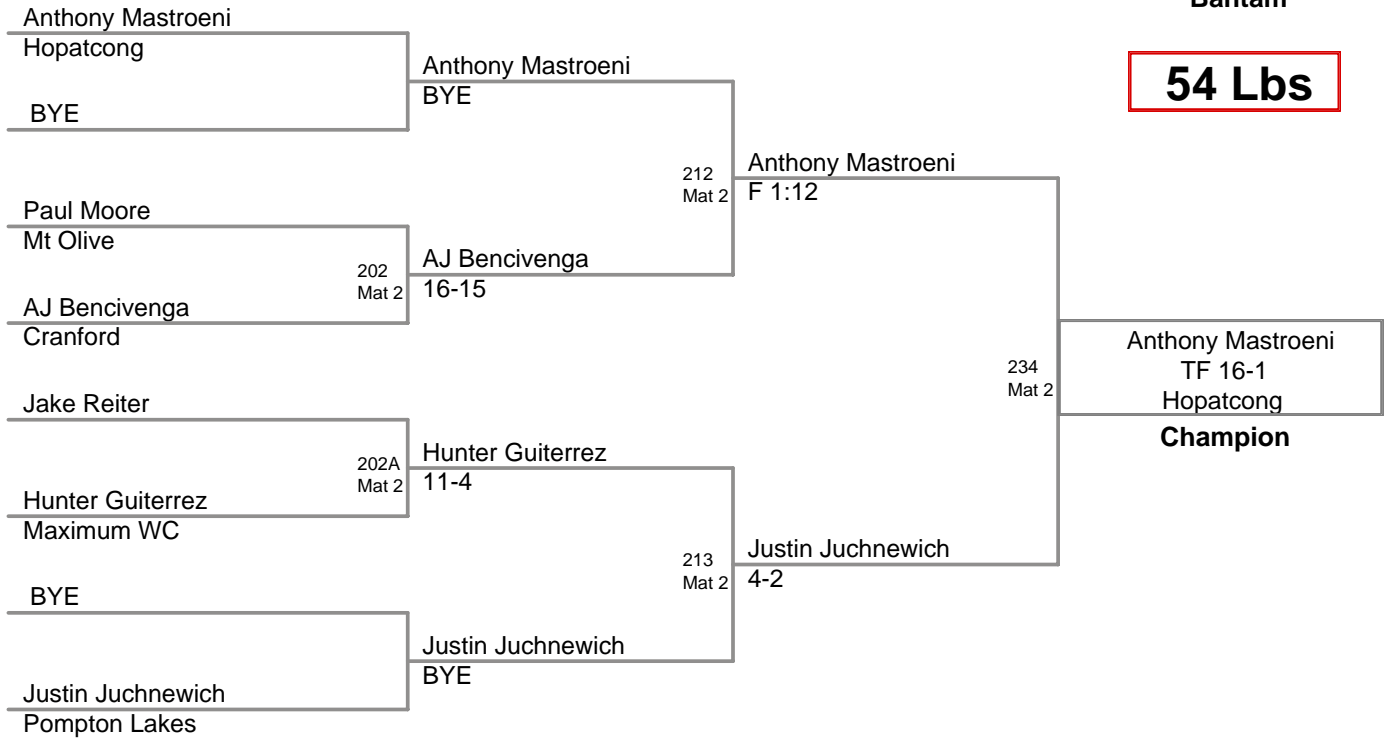 Bantam
54 Lbs
Anthony Mastroeni
Hopatcong
BYE
Paul Moore
Mt Olive
AJ Bencivenga
Cranford
Jake Reiter
Hunter Guiterrez
Maximum WC
BYE
Justin Juchnewich
Pompton Lakes
202
Mat 2
202A
Mat 2
Anthony Mastroeni
BYE
AJ Bencivenga
16-15
Hunter Guiterrez
11-4
Justin Juchnewich
BYE
212
Mat 2
213
Mat 2
Anthony Mastroeni
F 1:12
Justin Juchnewich
4-2
234
Mat 2
Anthony Mastroeni
TF 16-1
Hopatcong
Champion